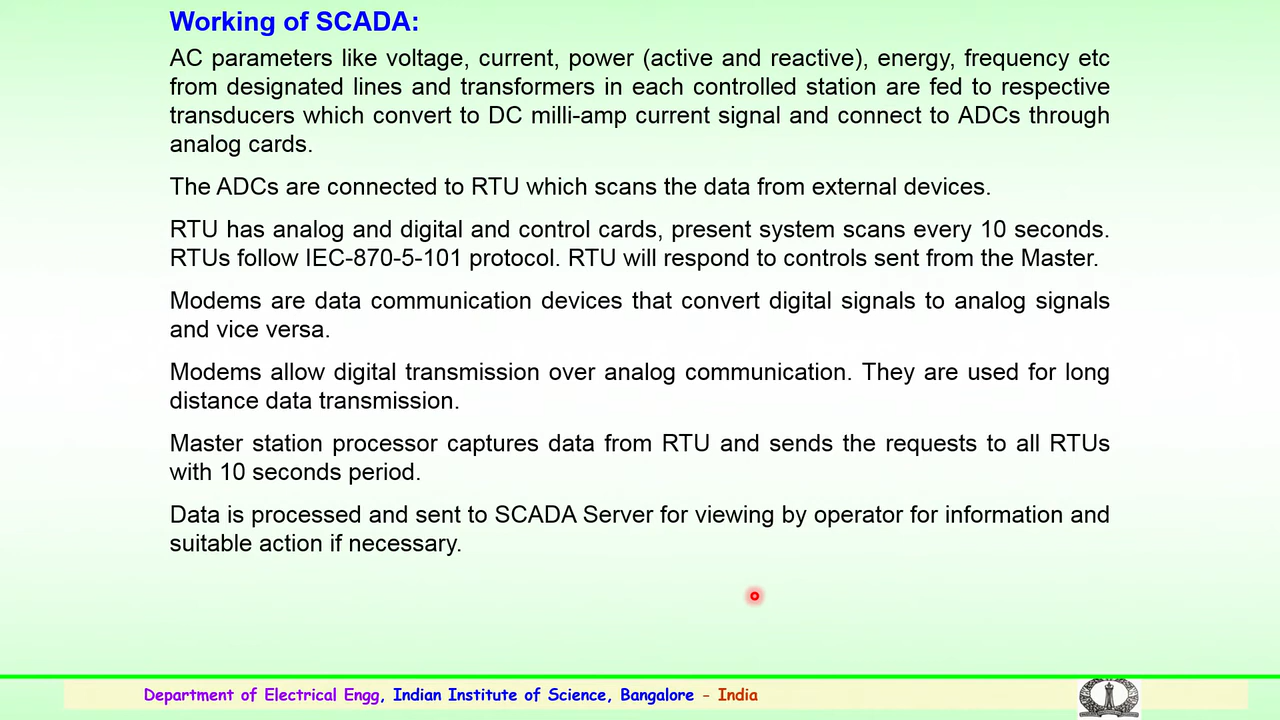 Working of SCADA:
AC parameters like voltage, current, power (active and reactive), energy, frequency etc
from designated lines and transformers in each controlled station are fed to respective
transducers which convert to DC milli-amp current signal and connect to ADCs through
analog cards.
The ADCs are connected to RTU which scans the data from external devices.
RTU has analog and digital and control cards, present system scans every 10 seconds.
RTUs follow IEC-870-5-101 protocol. RTU will respond to controls sent from the Master.
Modems are data communication devices that convert digital signals to analog signals
and vice versa.
Modems allow digital transmission over analog communication. They are used for long
distance data transmission.
Master station processor captures data from RTU and sends the requests to all RTUs
with 10 seconds period.
Data is processed and sent to SCADA Server for viewing by operator for information and
suitable action if necessary.
Department of Electrical Engg, Indian Institute of Science, Bangalore - India